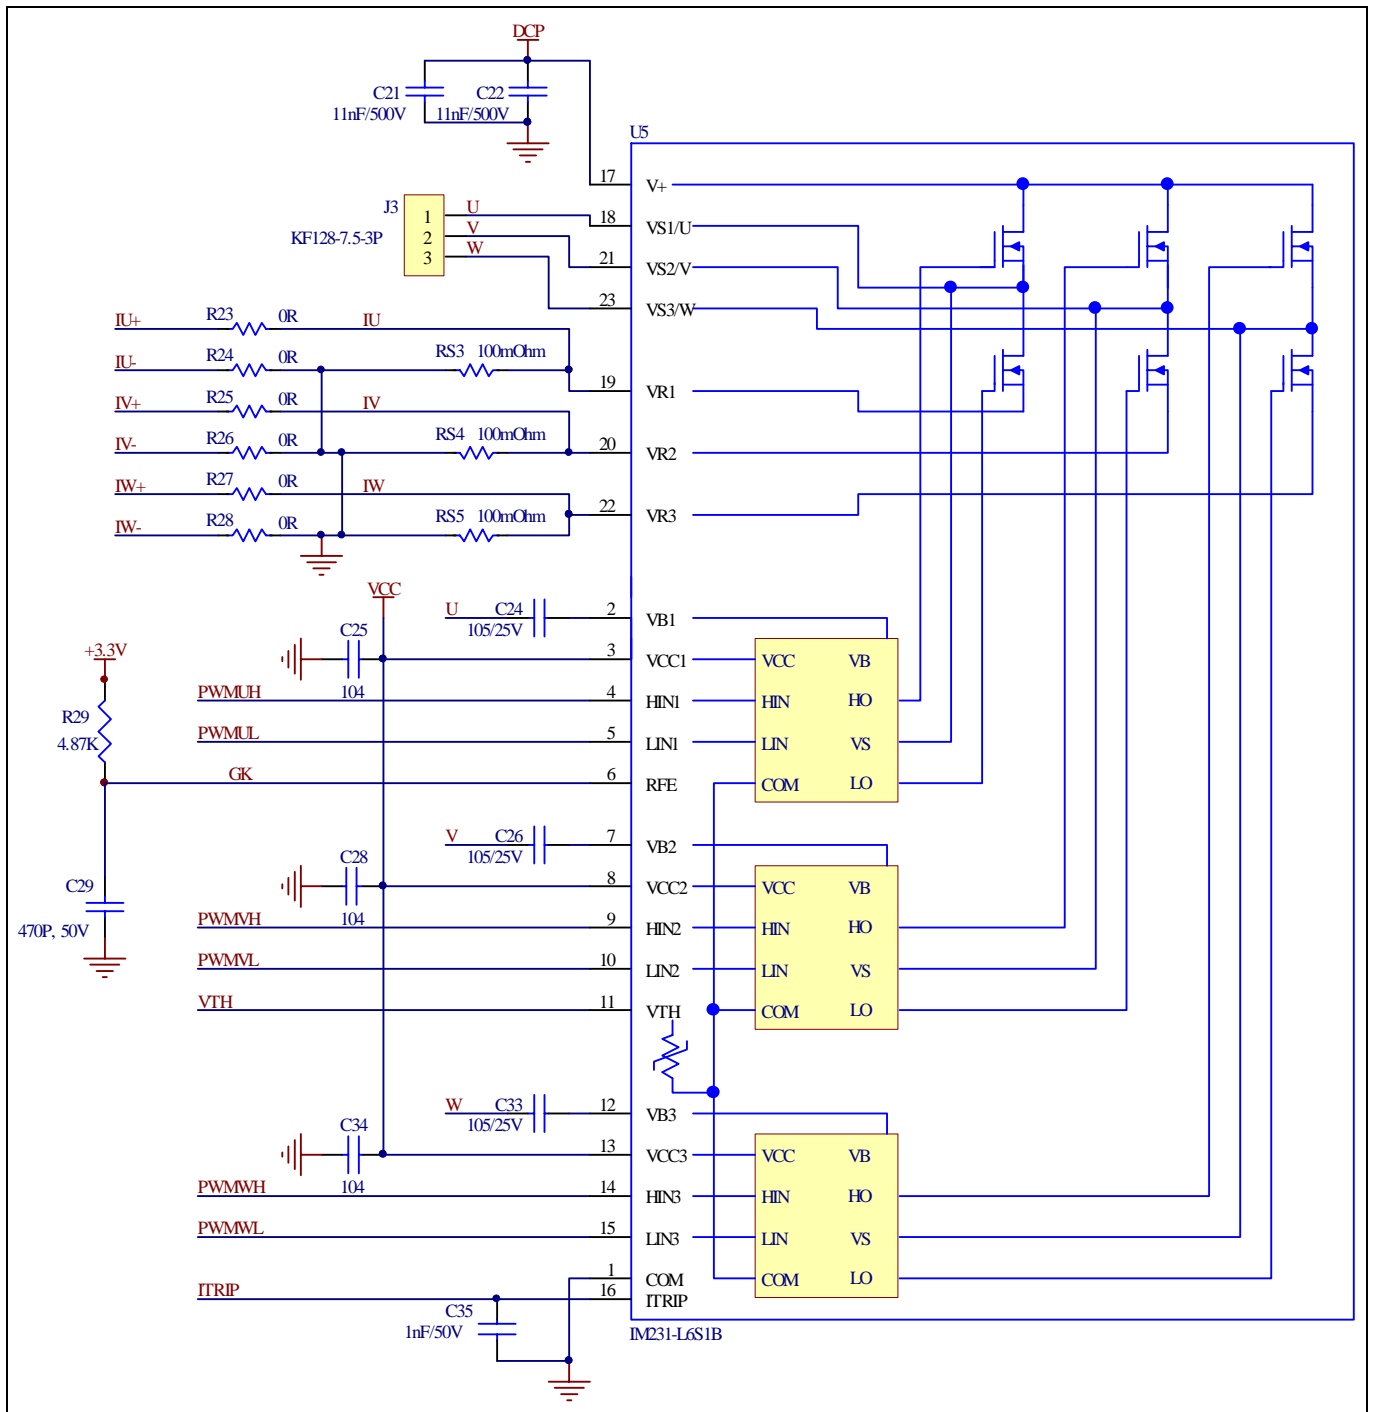 DCP
C21 C22
11nF/500V 11nF/500V
U5
17 V+
J3 1 U 18 VS1/U
KF128-7.5-3P 2 V 21 VS2/V
3 W 23 VS3/W
IU+ R23 0R IU
IU- R24 0R RS3 100mOhm
19 VR1
IV+ R25 0R IV
IV- R26 0R RS4 100mOhm 20 VR2
IW+ R27 0R IW
22 VR3
IW- R28 0R RS5 100mOhm
VCC
U C24 2 VB1
105/25V
C25 3 VCC1 VCC VB
104
+3.3V
PWMUH 4 HIN1 HIN HO
R29
4.87K
PWMUL 5 LIN1 LIN VS
GK 6 RFE COM LO
V C26 7 VB2
105/25V
C28 8 VCC2 VCC VB
104
C29
470P, 50V
PWMVH 9 HIN2 HIN HO
PWMVL 10 LIN2 LIN VS
VTH 11 VTH COM LO
W C33 12 VB3
105/25V
C34 13 VCC3 VCC VB
104
PWMWH 14 HIN3 HIN HO
PWMWL 15 LIN3 LIN VS
1 COM COM LO
ITRIP 16 ITRIP
C35
1nF/50V
IM231-L6S1B